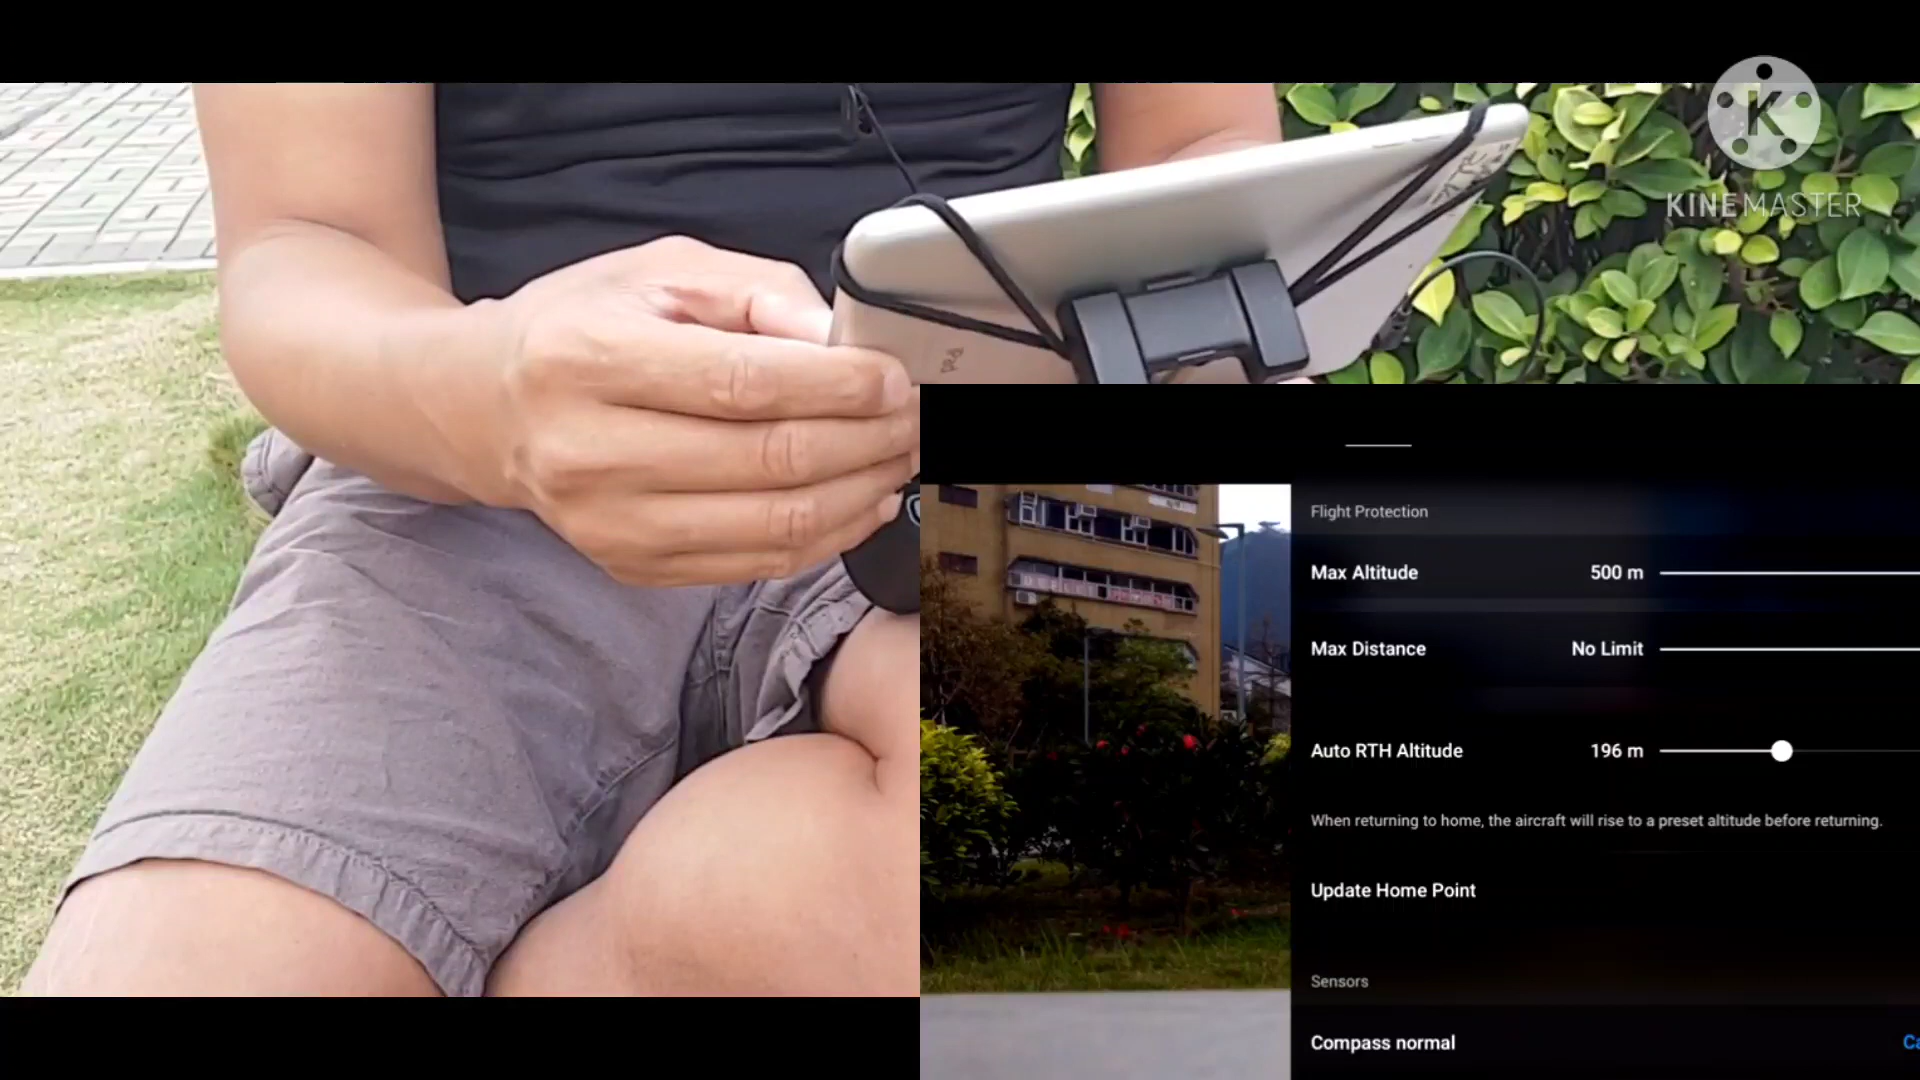 K
KINEMASTER
iPad
Flight Protection
Max Altitude 500 m
Max Distance No Limit
Auto RTH Altitude 196 m
When returning to home, the aircraft will rise to a preset altitude before returning.
Update Home Point
Sensors
Compass normal